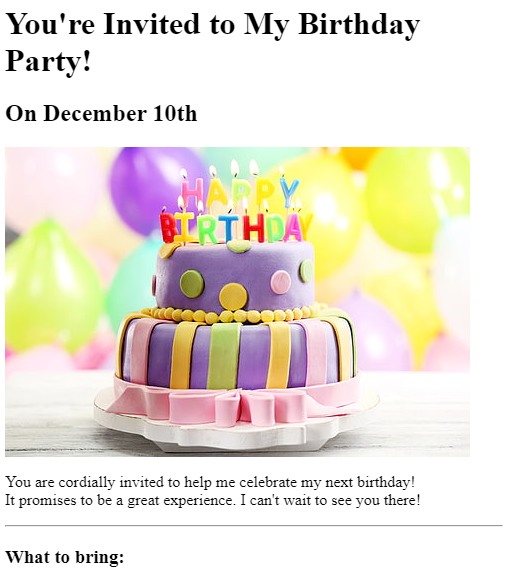 You're Invited to My Birthday
Party!
On December 10th
HAPPY
BIRTHDAY
You are cordially invited to help me celebrate my next birthday!
It promises to be a great experience. I can't wait to see you there!
What to bring: